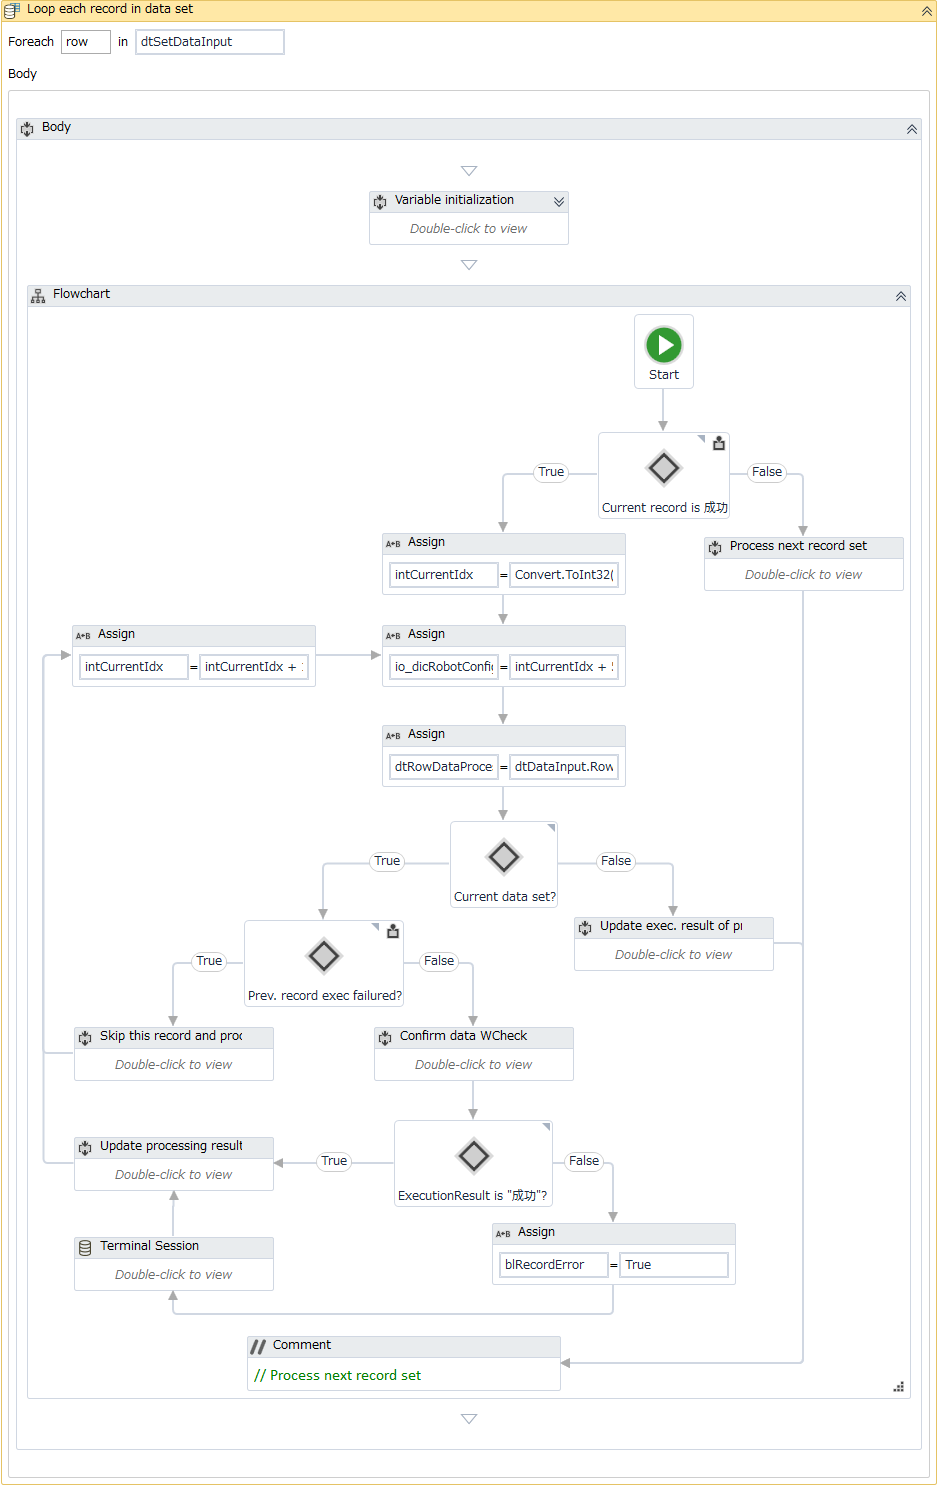 Loop each record in data set
Foreach row in dtSetDataInput
Body
Body
Variable initialization
Double-click to view
Flowchart
Start
True
False
Current record is 成功
Assign
intCurrentIdx = Convert.ToInt32(
Process next record set
Double-click to view
Assign
intCurrentIdx = intCurrentIdx +
Assign
io_dicRobotConfi = intCurrentIdx +
Assign
dtRowDataProce = dtDataInput.Row
True
False
Current data set?
Update exec. result of pr
Double-click to view
True
False
Prev. record exec failured?
Skip this record and proc
Double-click to view
Confirm data WCheck
Double-click to view
Update processing result
Double-click to view
True
False
ExecutionResult is "成功"?
Assign
blRecordError = True
Terminal Session
Double-click to view
Comment
// Process next record set